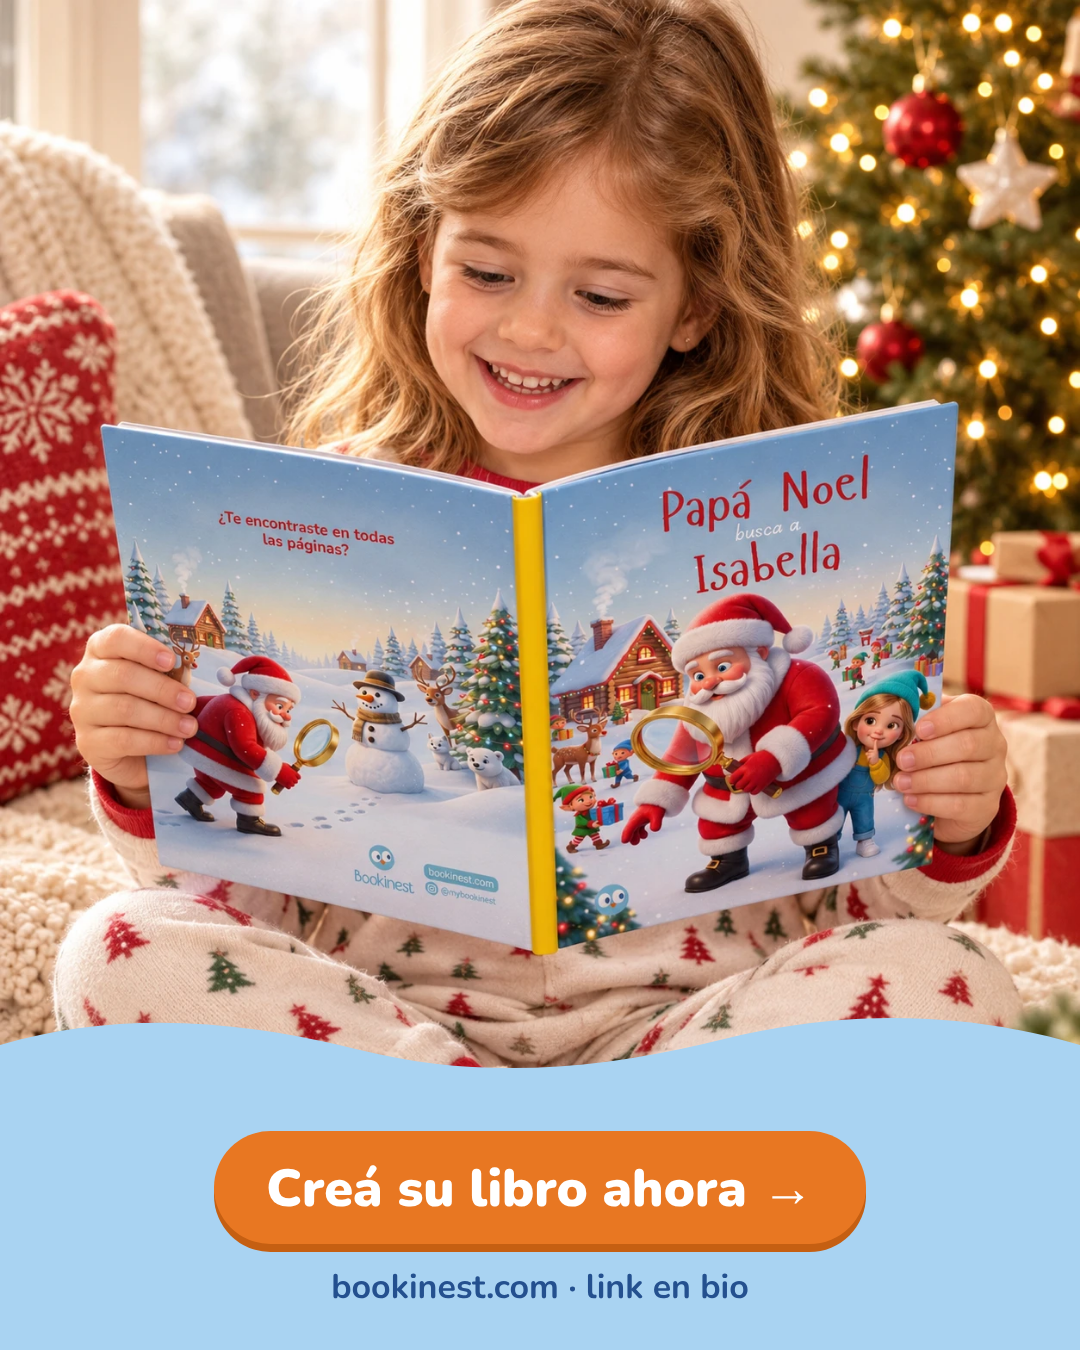 ¿Te encontraste en todas
las páginas?
Bookinest
bookinest.com
@mybookinest
Papá Noel
busca a
Isabella
Creá su libro ahora →
bookinest.com · link en bio